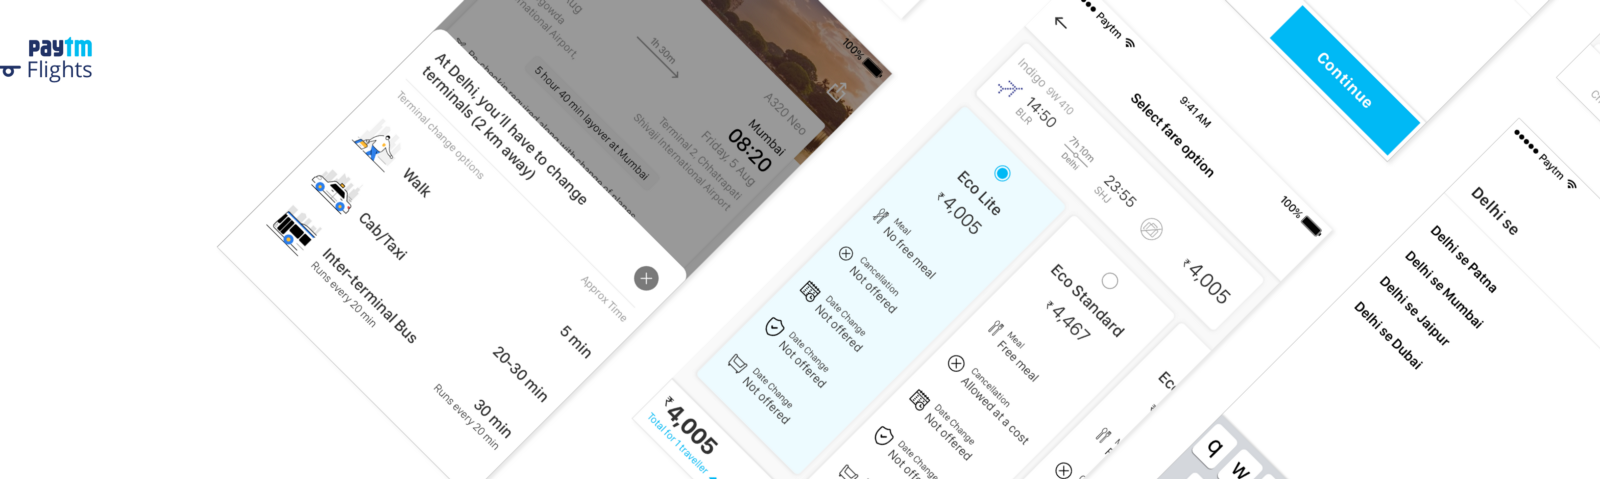 paytm
Flights
gowda
national Airport,
1h 30m
5 hour 40 min layover at Mumbai
100%
A320 Neo
Mumbai
08:20
Friday, 5 Aug
Terminal 2, Chhatrapati
Shivaji International Airport
At Delhi, you'll have to change
terminals (2 km away)
Terminal change options
Approx Time
Walk
5 min
Cab/Taxi
20-30 min
Inter-terminal Bus
Runs every 20 min
30 min
Runs every 20 min
Paytm
9:41 AM
100%
Select fare option
Indigo 9W 410
14:50
BLR
7h 10m
Delhi
23:55
SHJ
₹4,005
Eco Lite
₹4,005
Meal
No free meal
Cancellation
Not offered
Date Change
Not offered
Date Change
Not offered
Date Change
Not offered
Eco Standard
₹4,467
Meal
Free meal
Cancellation
Allowed at a cost
Date Change
Not offered
Date Change
Not offered
₹4,005
Total for 1 traveller
Continue
Paytm
Delhi se
Delhi se Patna
Delhi se Mumbai
Delhi se Jaipur
Delhi se Dubai
q
w